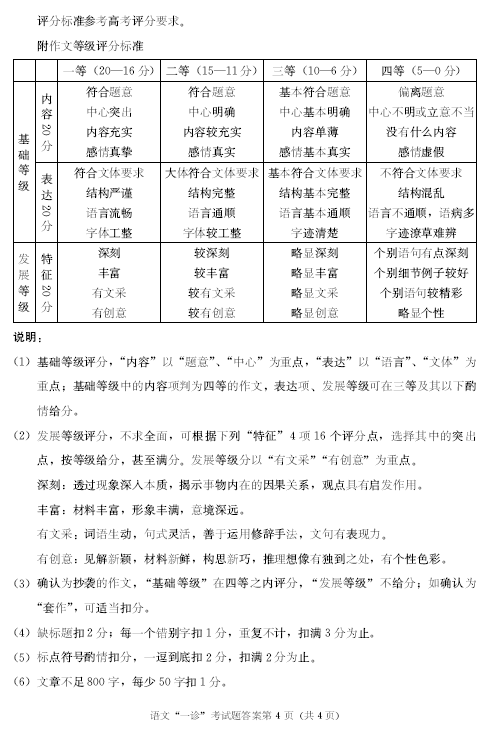 评分标准参考高考评分要求。
附作文等级评分标准
一等（20—16 分） 二等（15—11 分） 三等（10—6 分） 四等（5—0 分）
基础等级
内容20分
符合题意 符合题意 基本符合题意 偏离题意
中心突出 中心明确 中心基本明确 中心不明或立意不当
内容充实 内容较充实 内容单薄 没有什么内容
感情真挚 感情真实 感情基本真实 感情虚假
表达20分
符合文体要求 大体符合文体要求 基本符合文体要求 不符合文体要求
结构严谨 结构完整 结构基本完整 结构混乱
语言流畅 语言通顺 语言基本通顺 语言不通顺，语病多
字体工整 字体较工整 字迹清楚 字迹潦草难辨
发展等级
特征20分
深刻 较深刻 略显深刻 个别语句有点深刻
丰富 较丰富 略显丰富 个别细节例子较好
有文采 较有文采 略显文采 个别语句较精彩
有创意 较有创意 略显创意 略显个性
说明：
（1）基础等级评分，“内容”以“题意”、“中心”为重点，“表达”以“语言”、“文体”为
重点；基础等级中的内容项判为四等的作文，表达项、发展等级可在三等及其以下酌
情给分。
（2）发展等级评分，不求全面，可根据下列“特征”4 项 16 个评分点，选择其中的突出
点，按等级给分，甚至满分。发展等级分以“有文采”“有创意”为重点。
深刻：透过现象深入本质，揭示事物内在的因果关系，观点具有启发作用。
丰富：材料丰富，形象丰满，意境深远。
有文采：词语生动，句式灵活，善于运用修辞手法，文句有表现力。
有创意：见解新颖，材料新鲜，构思新巧，推理想像有独到之处，有个性色彩。
（3）确认为抄袭的作文，“基础等级”在四等之内评分，“发展等级”不给分；如确认为
“套作”，可适当扣分。
（4）缺标题扣 2 分；每一个错别字扣 1 分，重复不计，扣满 3 分为止。
（5）标点符号酌情扣分，一逗到底扣 2 分，扣满 2 分为止。
（6）文章不足 800 字，每少 50 字扣 1 分。
语文“一诊”考试题答案第 4 页（共 4 页）